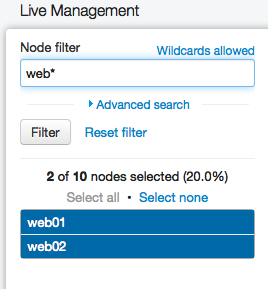 Live Management
Node filter
Wildcards allowed
web*
Advanced search
Filter
Reset filter
2 of 10 nodes selected (20.0%)
Select all • Select none
web01
web02